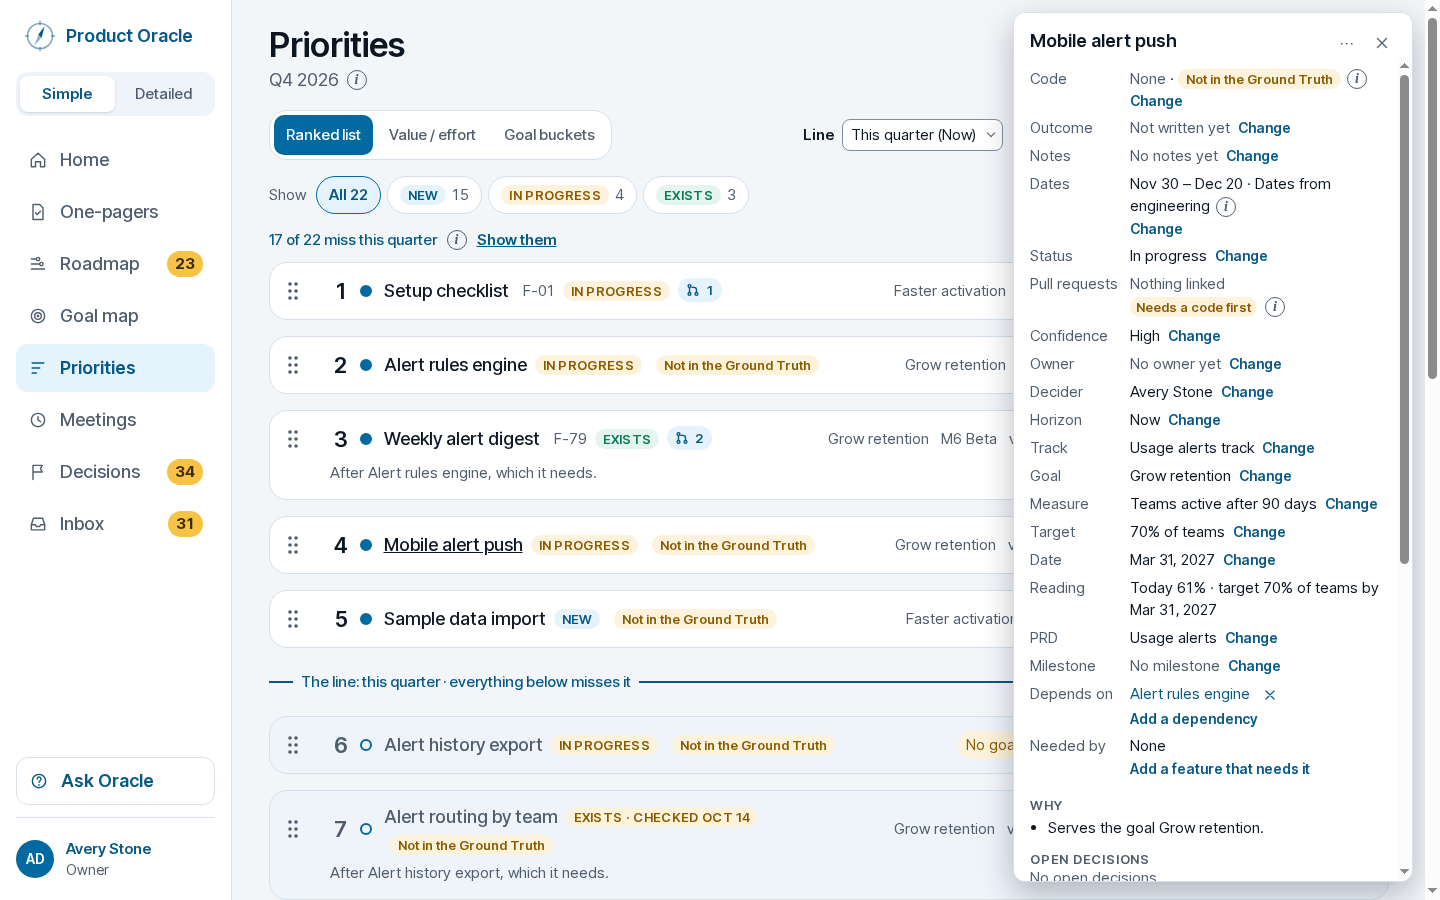 Product Oracle
Simple
Detailed
Home
One-pagers
Roadmap 23
Goal map
Priorities
Meetings
Decisions 34
Inbox 31
Ask Oracle
AD
Avery Stone
Owner
Priorities
Q4 2026 i
Ranked list
Value / effort
Goal buckets
Line This quarter (Now)
Show All 22 NEW 15 IN PROGRESS 4 EXISTS 3
17 of 22 miss this quarter i Show them
1 Setup checklist F-01 IN PROGRESS 1 Faster activation
2 Alert rules engine IN PROGRESS Not in the Ground Truth Grow retention
3 Weekly alert digest F-79 EXISTS 2 Grow retention M6 Beta
After Alert rules engine, which it needs.
4 Mobile alert push IN PROGRESS Not in the Ground Truth Grow retention
5 Sample data import NEW Not in the Ground Truth Faster activation
The line: this quarter · everything below misses it
6 Alert history export IN PROGRESS Not in the Ground Truth No goa
7 Alert routing by team EXISTS · CHECKED OCT 14
Not in the Ground Truth
Grow retention
After Alert history export, which it needs.
Mobile alert push
Code None · Not in the Ground Truth i
Change
Outcome Not written yet Change
Notes No notes yet Change
Dates Nov 30 – Dec 20 · Dates from
engineering i
Change
Status In progress Change
Pull requests Nothing linked
Needs a code first i
Confidence High Change
Owner No owner yet Change
Decider Avery Stone Change
Horizon Now Change
Track Usage alerts track Change
Goal Grow retention Change
Measure Teams active after 90 days Change
Target 70% of teams Change
Date Mar 31, 2027 Change
Reading Today 61% · target 70% of teams by
Mar 31, 2027
PRD Usage alerts Change
Milestone No milestone Change
Depends on Alert rules engine
Add a dependency
Needed by None
Add a feature that needs it
WHY
• Serves the goal Grow retention.
OPEN DECISIONS
No open decisions